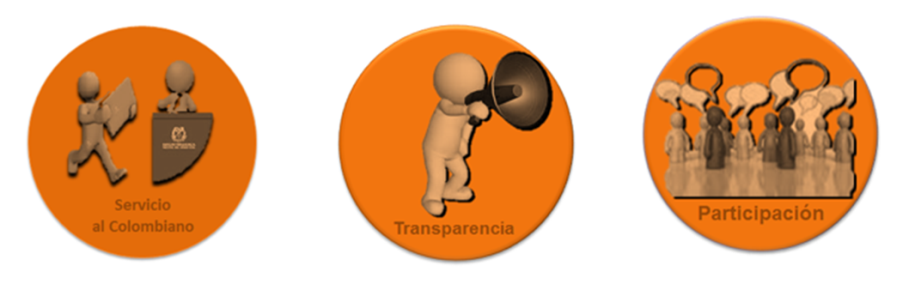 Servicio
al Colombiano
Transparencia
Participación